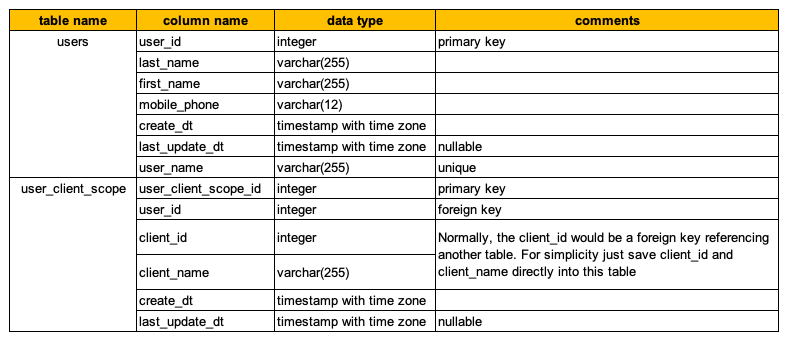 table name column name data type comments
users user_id integer primary key
last_name varchar(255)
first_name varchar(255)
mobile_phone varchar(12)
create_dt timestamp with time zone
last_update_dt timestamp with time zone nullable
user_name varchar(255) unique
user_client_scope user_client_scope_id integer primary key
user_id integer foreign key
client_id integer Normally, the client_id would be a foreign key referencing
another table. For simplicity just save client_id and
client_name varchar(255) client_name directly into this table
create_dt timestamp with time zone
last_update_dt timestamp with time zone nullable